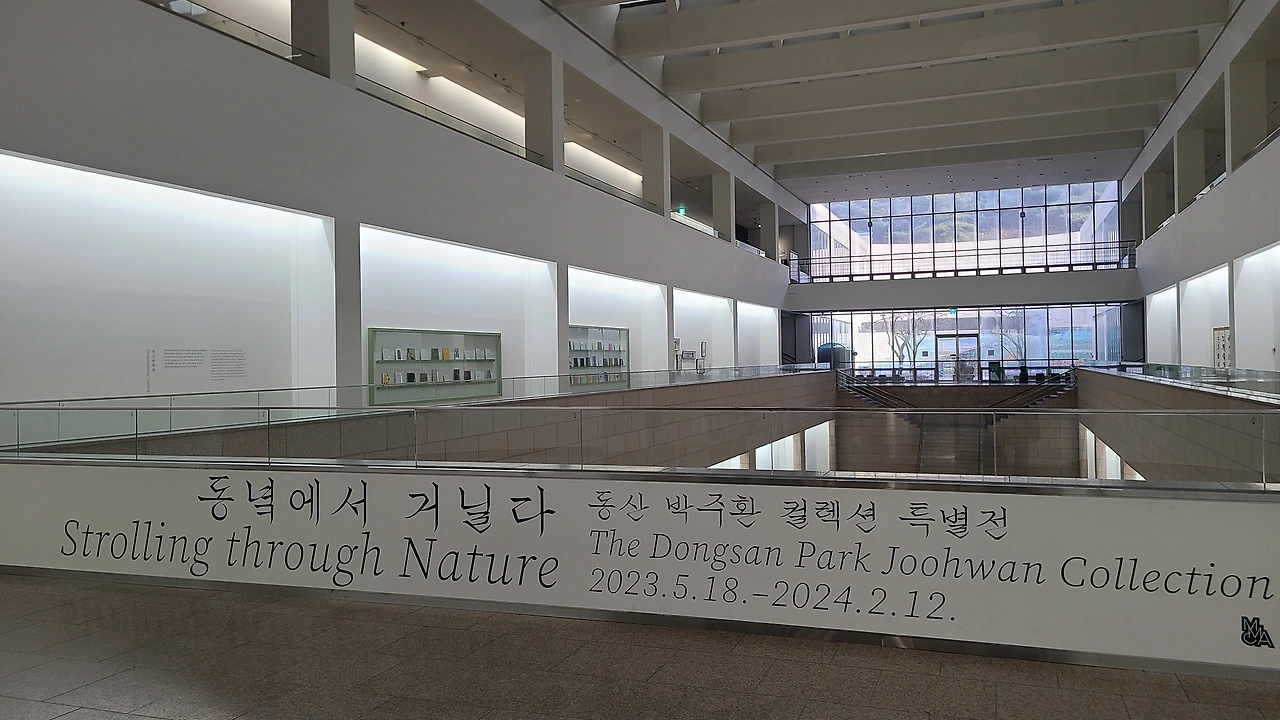 동녘에서 거닐다
Strolling through Nature
동산 박주환 컬렉션 특별전
The Dongsan Park Joohwan Collection
2023.5.18.–2024.2.12.
MMCA